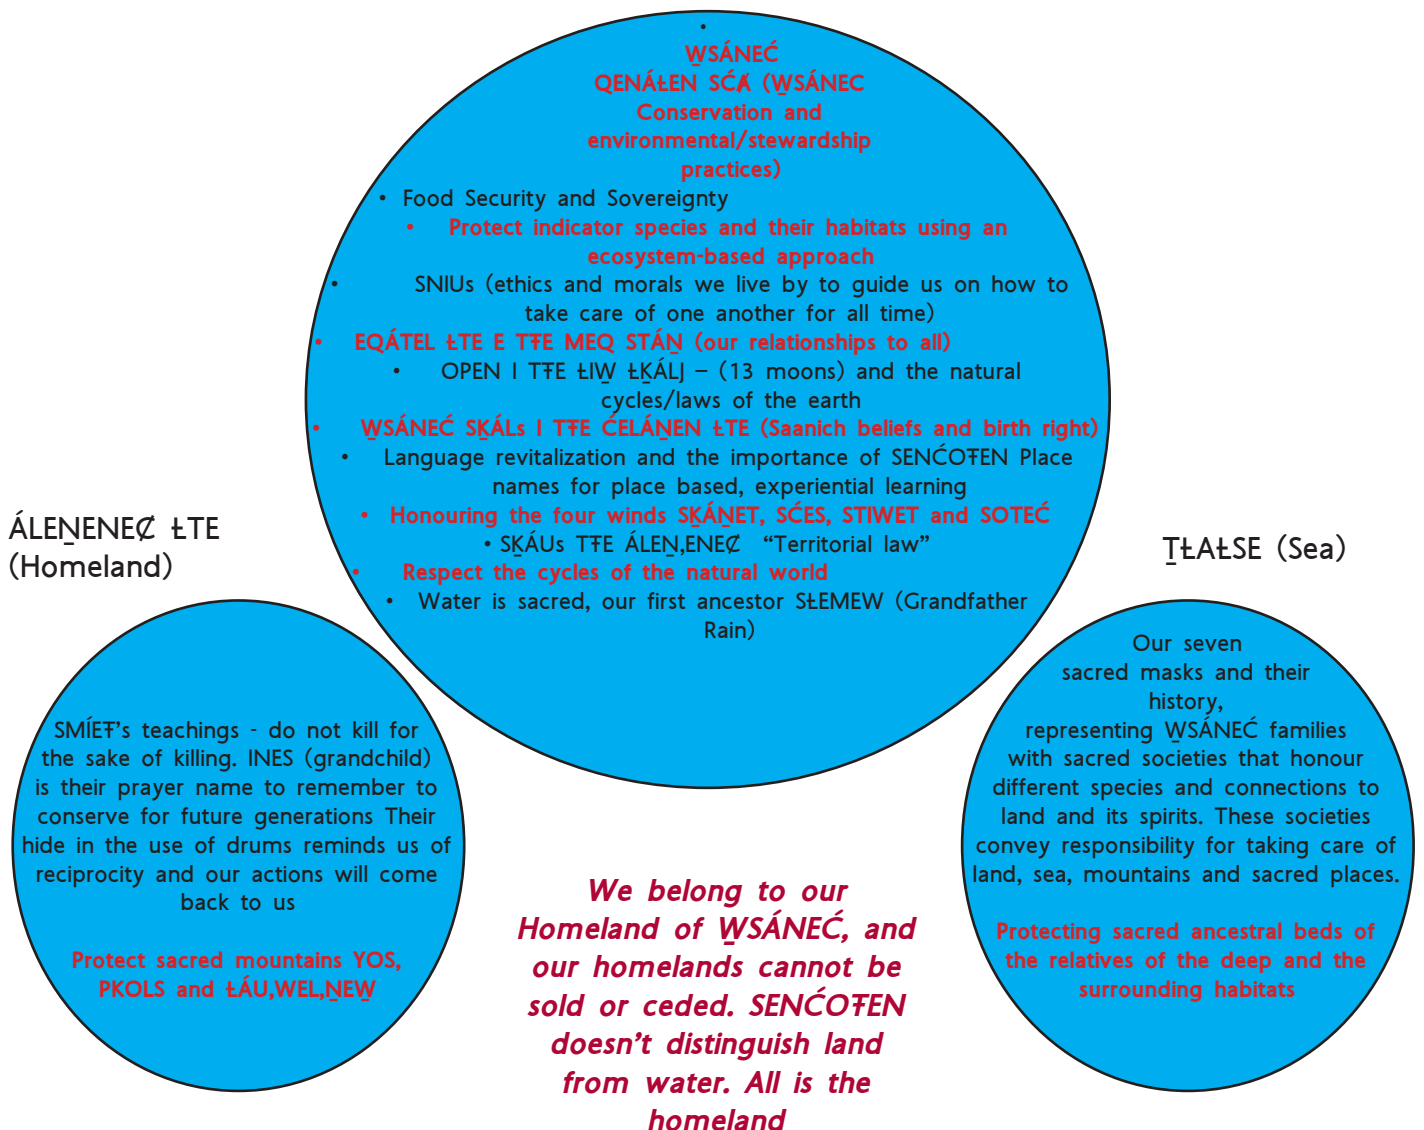 •
W̱SÁNEĆ
QENÁȽEN SĆȺ (W̱SÁNEC
Conservation and
environmental/stewardship
practices)
• Food Security and Sovereignty
• Protect indicator species and their habitats using an
ecosystem-based approach
• SNIUs (ethics and morals we live by to guide us on how to
take care of one another for all time)
• EQÁTEL ȽTE E TŦE MEQ STÁṈ (our relationships to all)
• OPEN I TŦE ȽIW̱ ȽḴÁLJ – (13 moons) and the natural
cycles/laws of the earth
• W̱SÁNEĆ SḴÁLs I TŦE ĆELÁṈEN ȽTE (Saanich beliefs and birth right)
• Language revitalization and the importance of SENĆOŦEN Place
names for place based, experiential learning
• Honouring the four winds SḴÁṈET, SĆES, STIWET and SOTEĆ
• SḴÁUs TŦE ÁLEṈ,ENEȻ “Territorial law”
• Respect the cycles of the natural world
• Water is sacred, our first ancestor SȽEMEW (Grandfather
Rain)
ÁLEṈENEȻ ȽTE
(Homeland)
SMÍEŦ’s teachings - do not kill for
the sake of killing. INES (grandchild)
is their prayer name to remember to
conserve for future generations Their
hide in the use of drums reminds us of
reciprocity and our actions will come
back to us
Protect sacred mountains YOS,
PKOLS and ȽÁU,WEL,ṈEW̱
We belong to our
Homeland of W̱SÁNEĆ, and
our homelands cannot be
sold or ceded. SENĆOŦEN
doesn’t distinguish land
from water. All is the
homeland
ṮȽAȽSE (Sea)
Our seven
sacred masks and their
history,
representing W̱SÁNEĆ families
with sacred societies that honour
different species and connections to
land and its spirits. These societies
convey responsibility for taking care of
land, sea, mountains and sacred places.
Protecting sacred ancestral beds of
the relatives of the deep and the
surrounding habitats